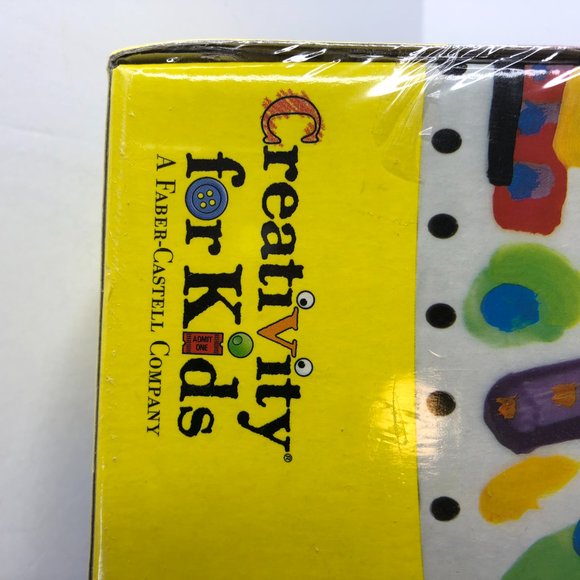 Creativity®
for Kids
ADMIT
ONE
A FABER-CASTELL COMPANY